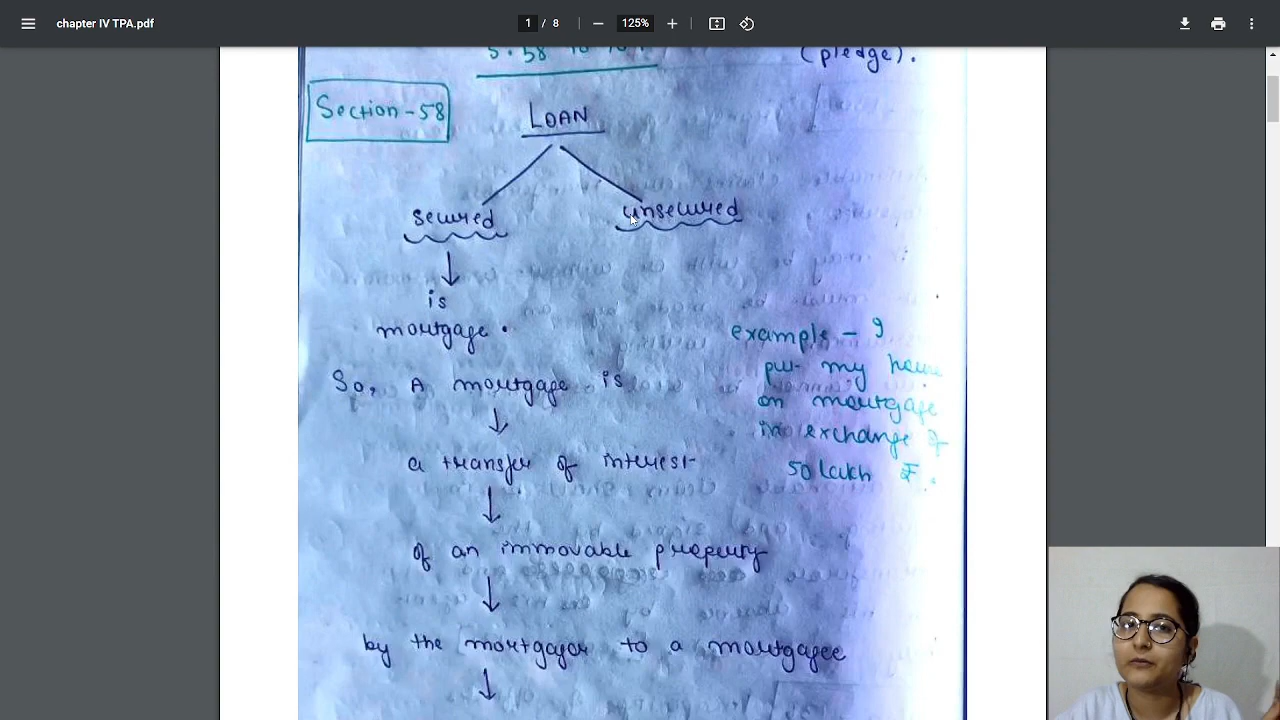 chapter IV TPA.pdf
1 / 8
125%
S. 58 to
(pledge).
Section-58
LOAN
secured unsecured
is
mortgage.
So, A mortgage is
a transfer of interest
of an immovable property
by the mortgagor to a mortgagee
example - I
put my house
on mortgage
in exchange of
50 lakh ₹.